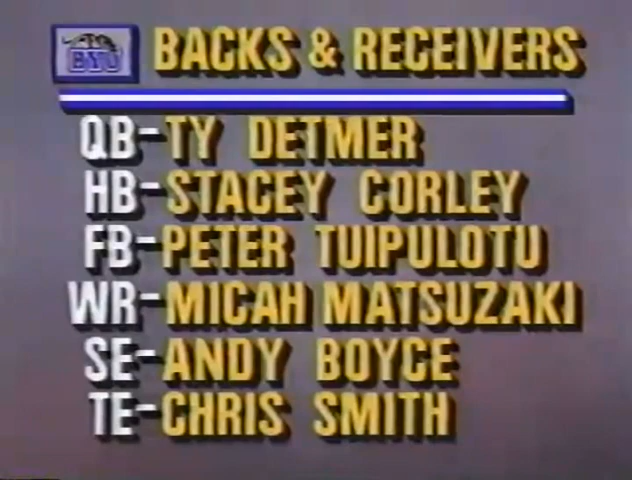 BYU BACKS & RECEIVERS
QB-TY DETMER
HB-STACEY CORLEY
FB-PETER TUIPULOTU
WR-MICAH MATSUZAKI
SE-ANDY BOYCE
TE-CHRIS SMITH